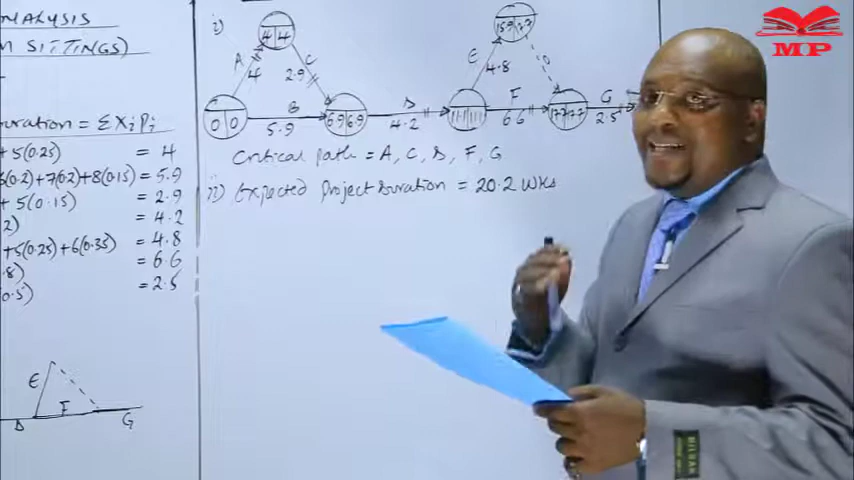 NALYSIS
M SITTINGS)
uration = ΣXiPi
+5(0.25) = 4
6(0.2)+7(0.2)+8(0.15) = 5.9
+5(0.15) = 2.9
2) = 4.2
+5(0.25)+6(0.35) = 4.8
.8) = 6.6
0.5) = 2.5
E
F
D
G
i)
4 4
A
4
C
2.9
0 0
B
5.9
6.9 6.9
D
4.2
11.1 11.1
E
4.8
15.9 17.7
0
F
6.6
17.7 17.7
G
2.5
Critical path = A, C, D, F, G
ii) Expected Project Duration = 20.2 Wks
MP